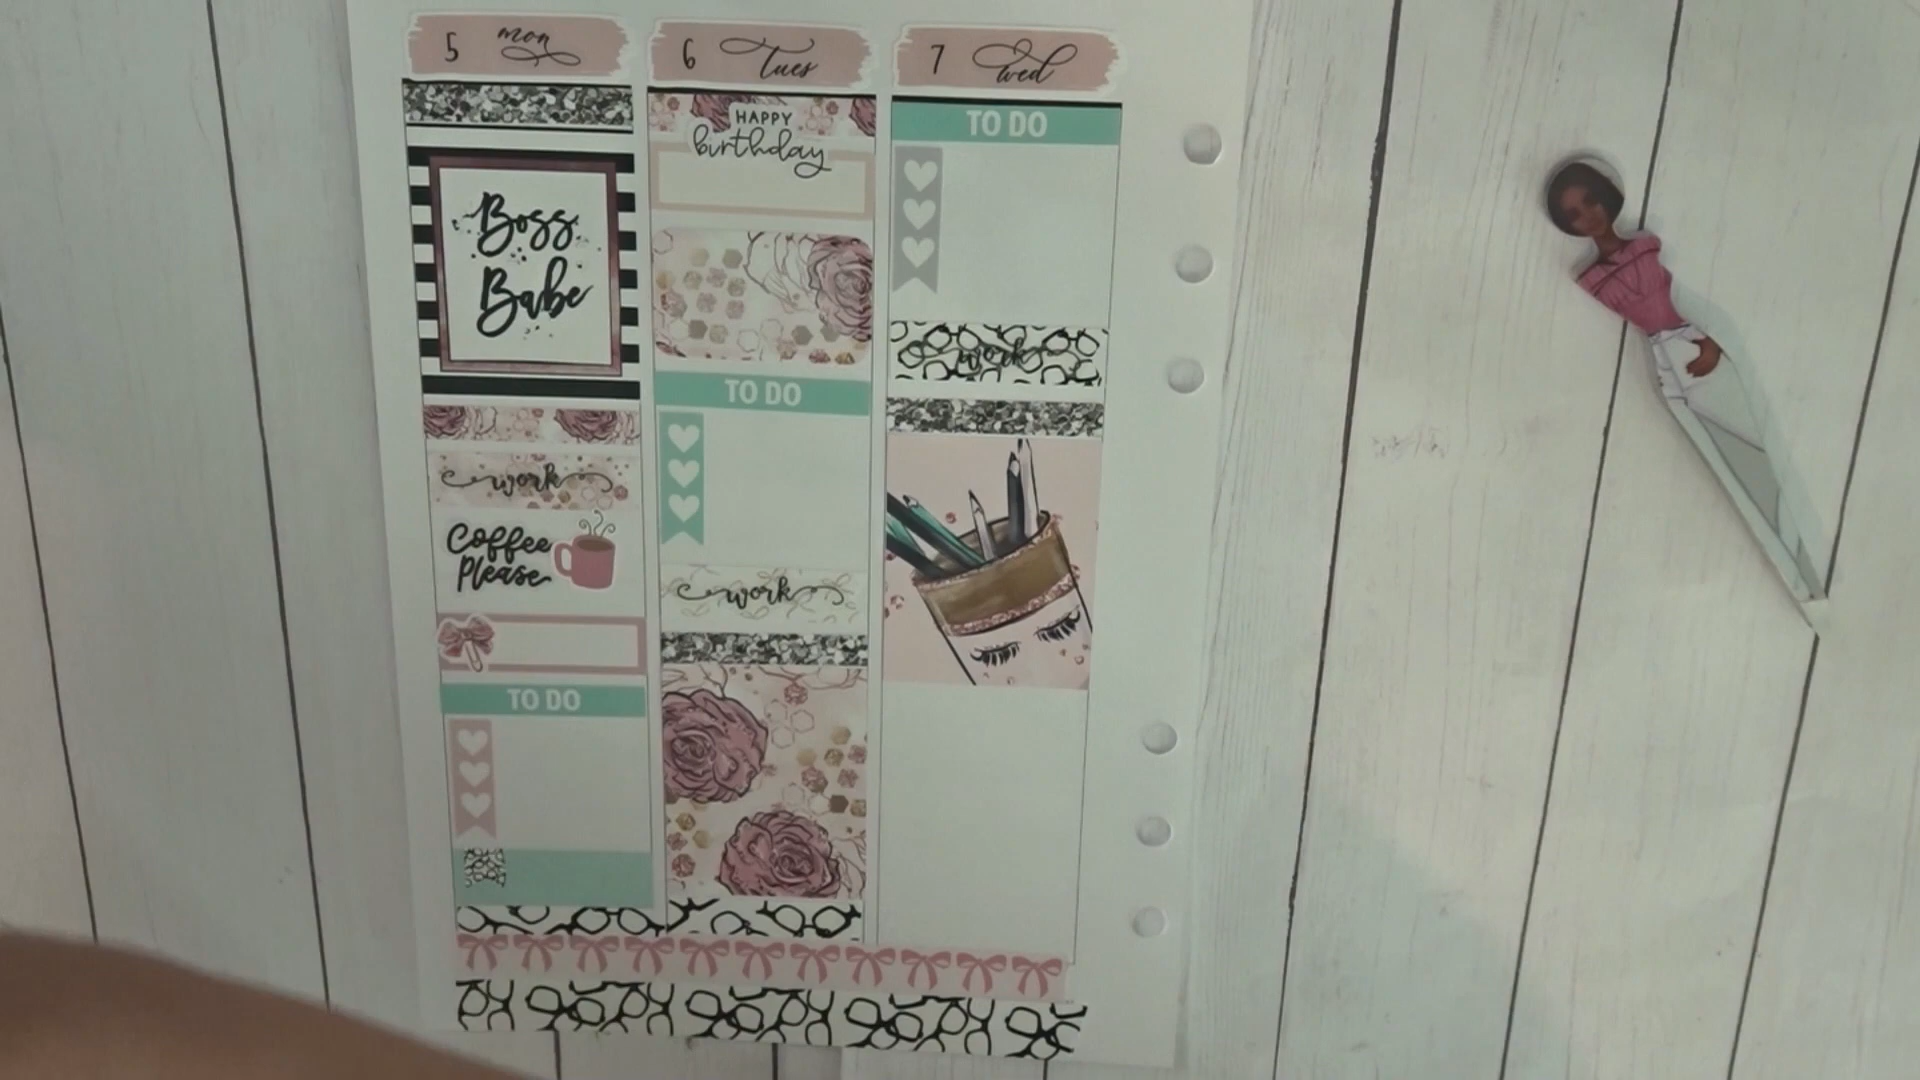 5 mon
6 Tues
7 wed
Boss
Babe
work
Coffee
Please
TO DO
HAPPY
birthday
TO DO
work
TO DO
work